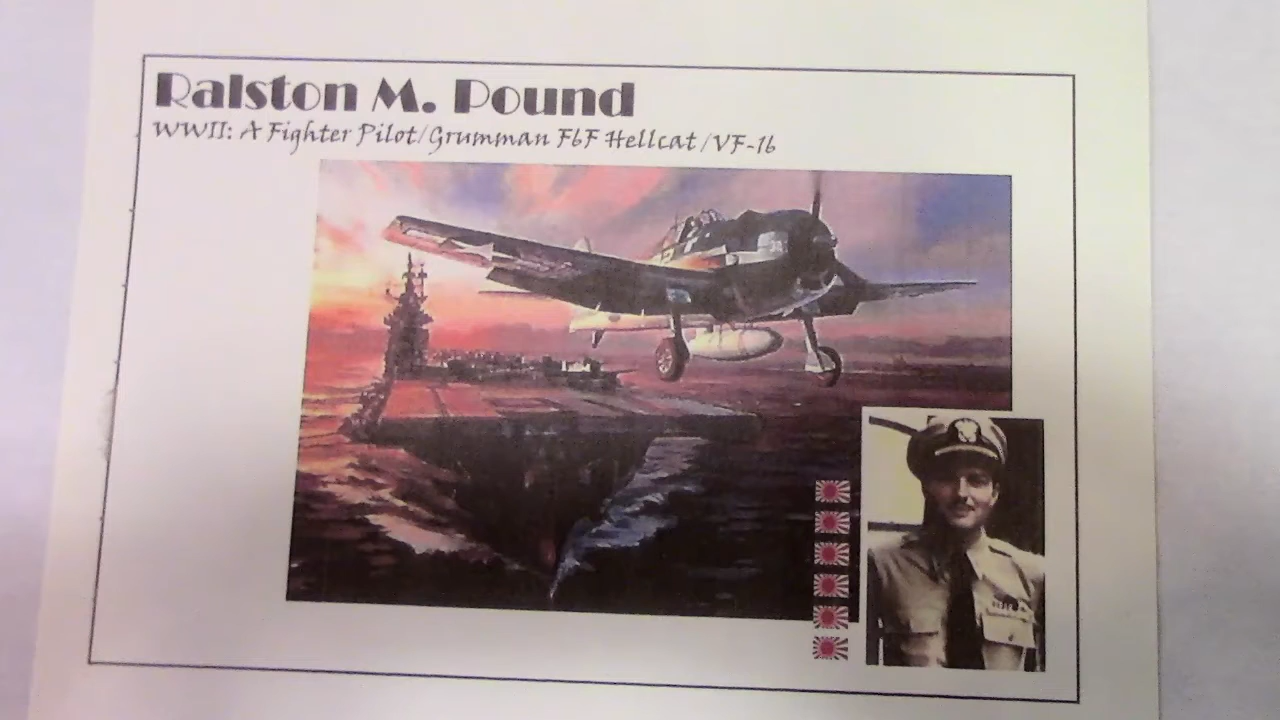 Ralston M. Pound
WWII: A Fighter Pilot/Grumman F6F Hellcat/VF-16